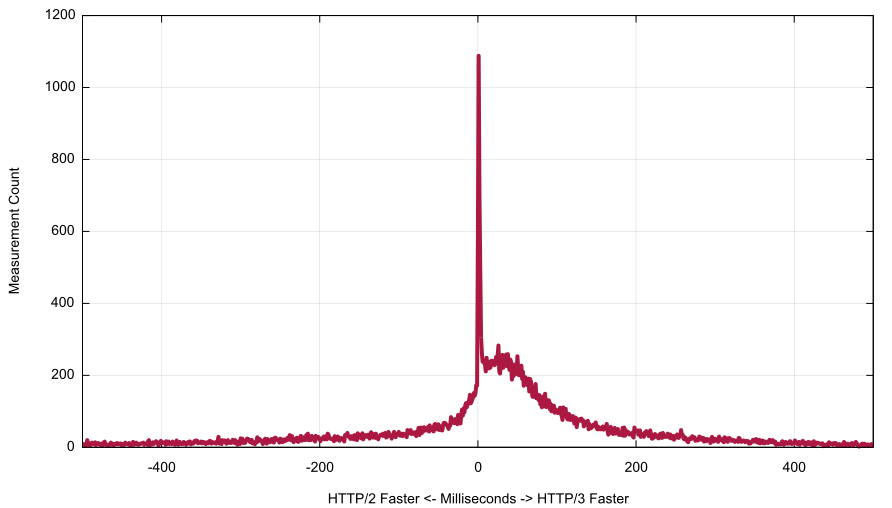 1200
1000
800
600
400
200
0
Measurement Count
-400 -200 0 200 400
HTTP/2 Faster <- Milliseconds -> HTTP/3 Faster